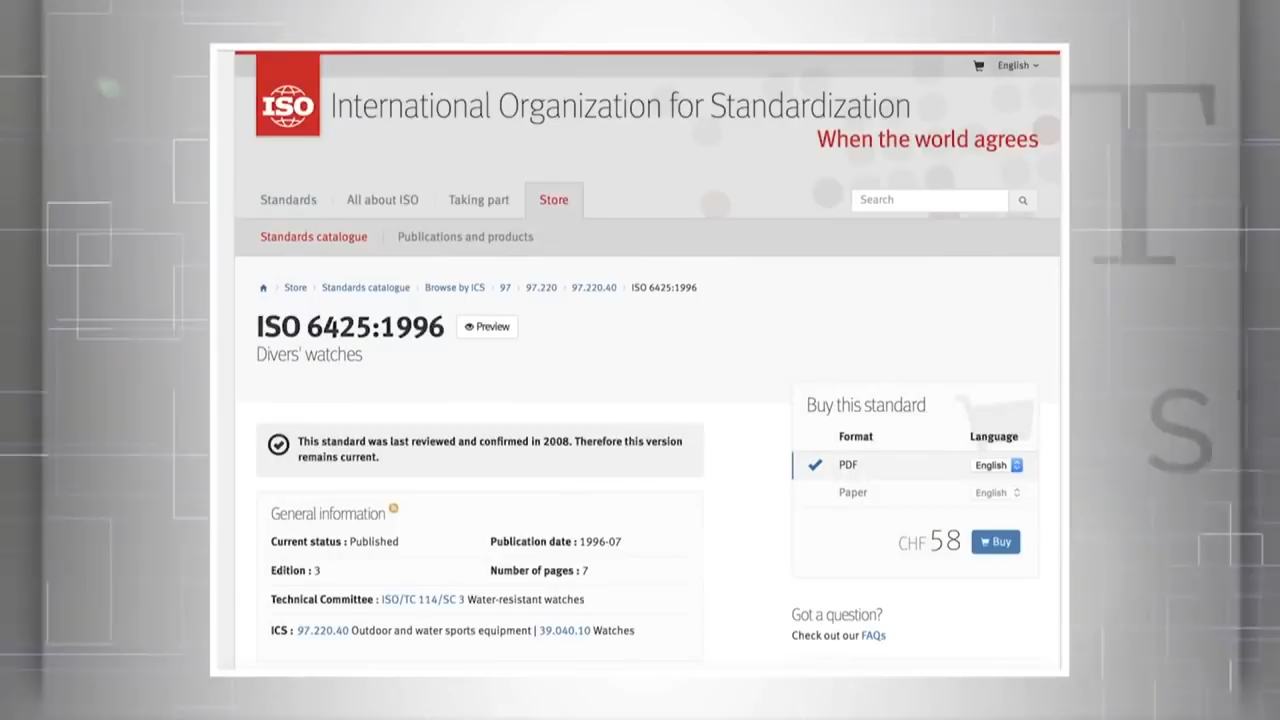 English
ISO
International Organization for Standardization
When the world agrees
T
Standards
All about ISO
Taking part
Store
Search
Standards catalogue
Publications and products
Store
Standards catalogue
Browse by ICS
97
97.220
97.220.40
ISO 6425:1996
ISO 6425:1996
Preview
Divers' watches
s
This standard was last reviewed and confirmed in 2008. Therefore this version
remains current.
General information
Current status : Published
Publication date : 1996-07
Edition : 3
Number of pages : 7
Technical Committee : ISO/TC 114/SC 3 Water-resistant watches
ICS : 97.220.40 Outdoor and water sports equipment | 39.040.10 Watches
Buy this standard
Format
Language
PDF
English
Paper
English
CHF 58
Buy
Got a question?
Check out our FAQs